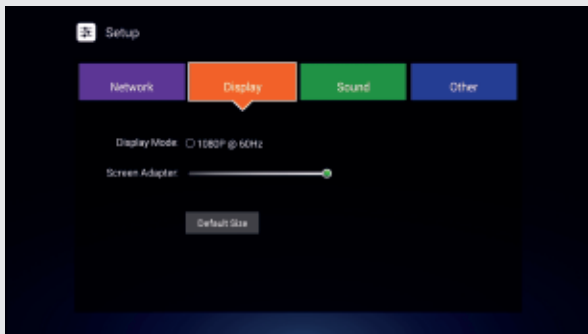 Setup
Network Display Sound Other
Display Mode: 1080P @ 60Hz
Screen Adapter:
Default Size